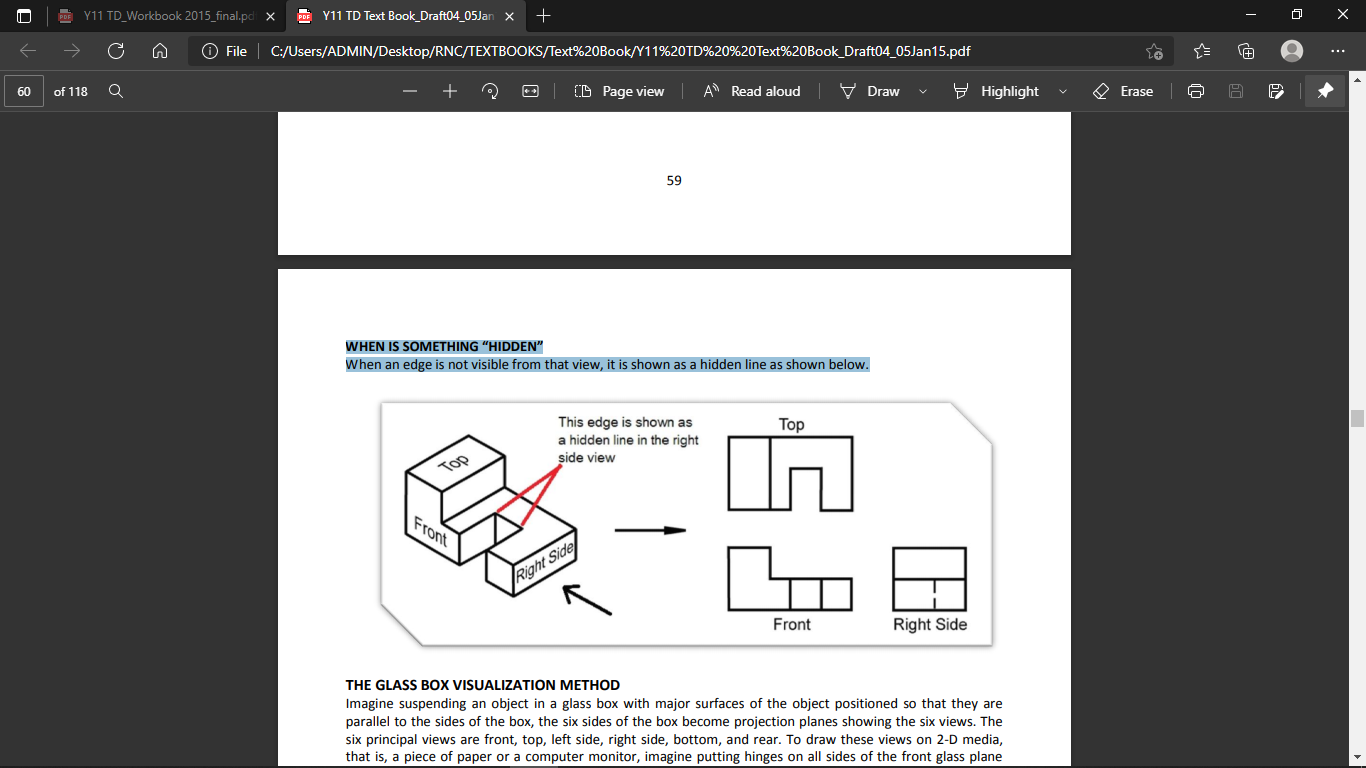 Y11 TD_Workbook 2015_final.pd
Y11 TD Text Book_Draft04_05Jan
File
C:/Users/ADMIN/Desktop/RNC/TEXTBOOKS/Text%20Book/Y11%20TD%20%20Text%20Book_Draft04_05Jan15.pdf
60 of 118
Page view
Read aloud
Draw
Highlight
Erase
59
WHEN IS SOMETHING “HIDDEN”
When an edge is not visible from that view, it is shown as a hidden line as shown below.
This edge is shown as
a hidden line in the right
side view
Top
Front
Right Side
Top
Front
Right Side
THE GLASS BOX VISUALIZATION METHOD
Imagine suspending an object in a glass box with major surfaces of the object positioned so that they are
parallel to the sides of the box, the six sides of the box become projection planes showing the six views. The
six principal views are front, top, left side, right side, bottom, and rear. To draw these views on 2-D media,
that is, a piece of paper or a computer monitor, imagine putting hinges on all sides of the front glass plane